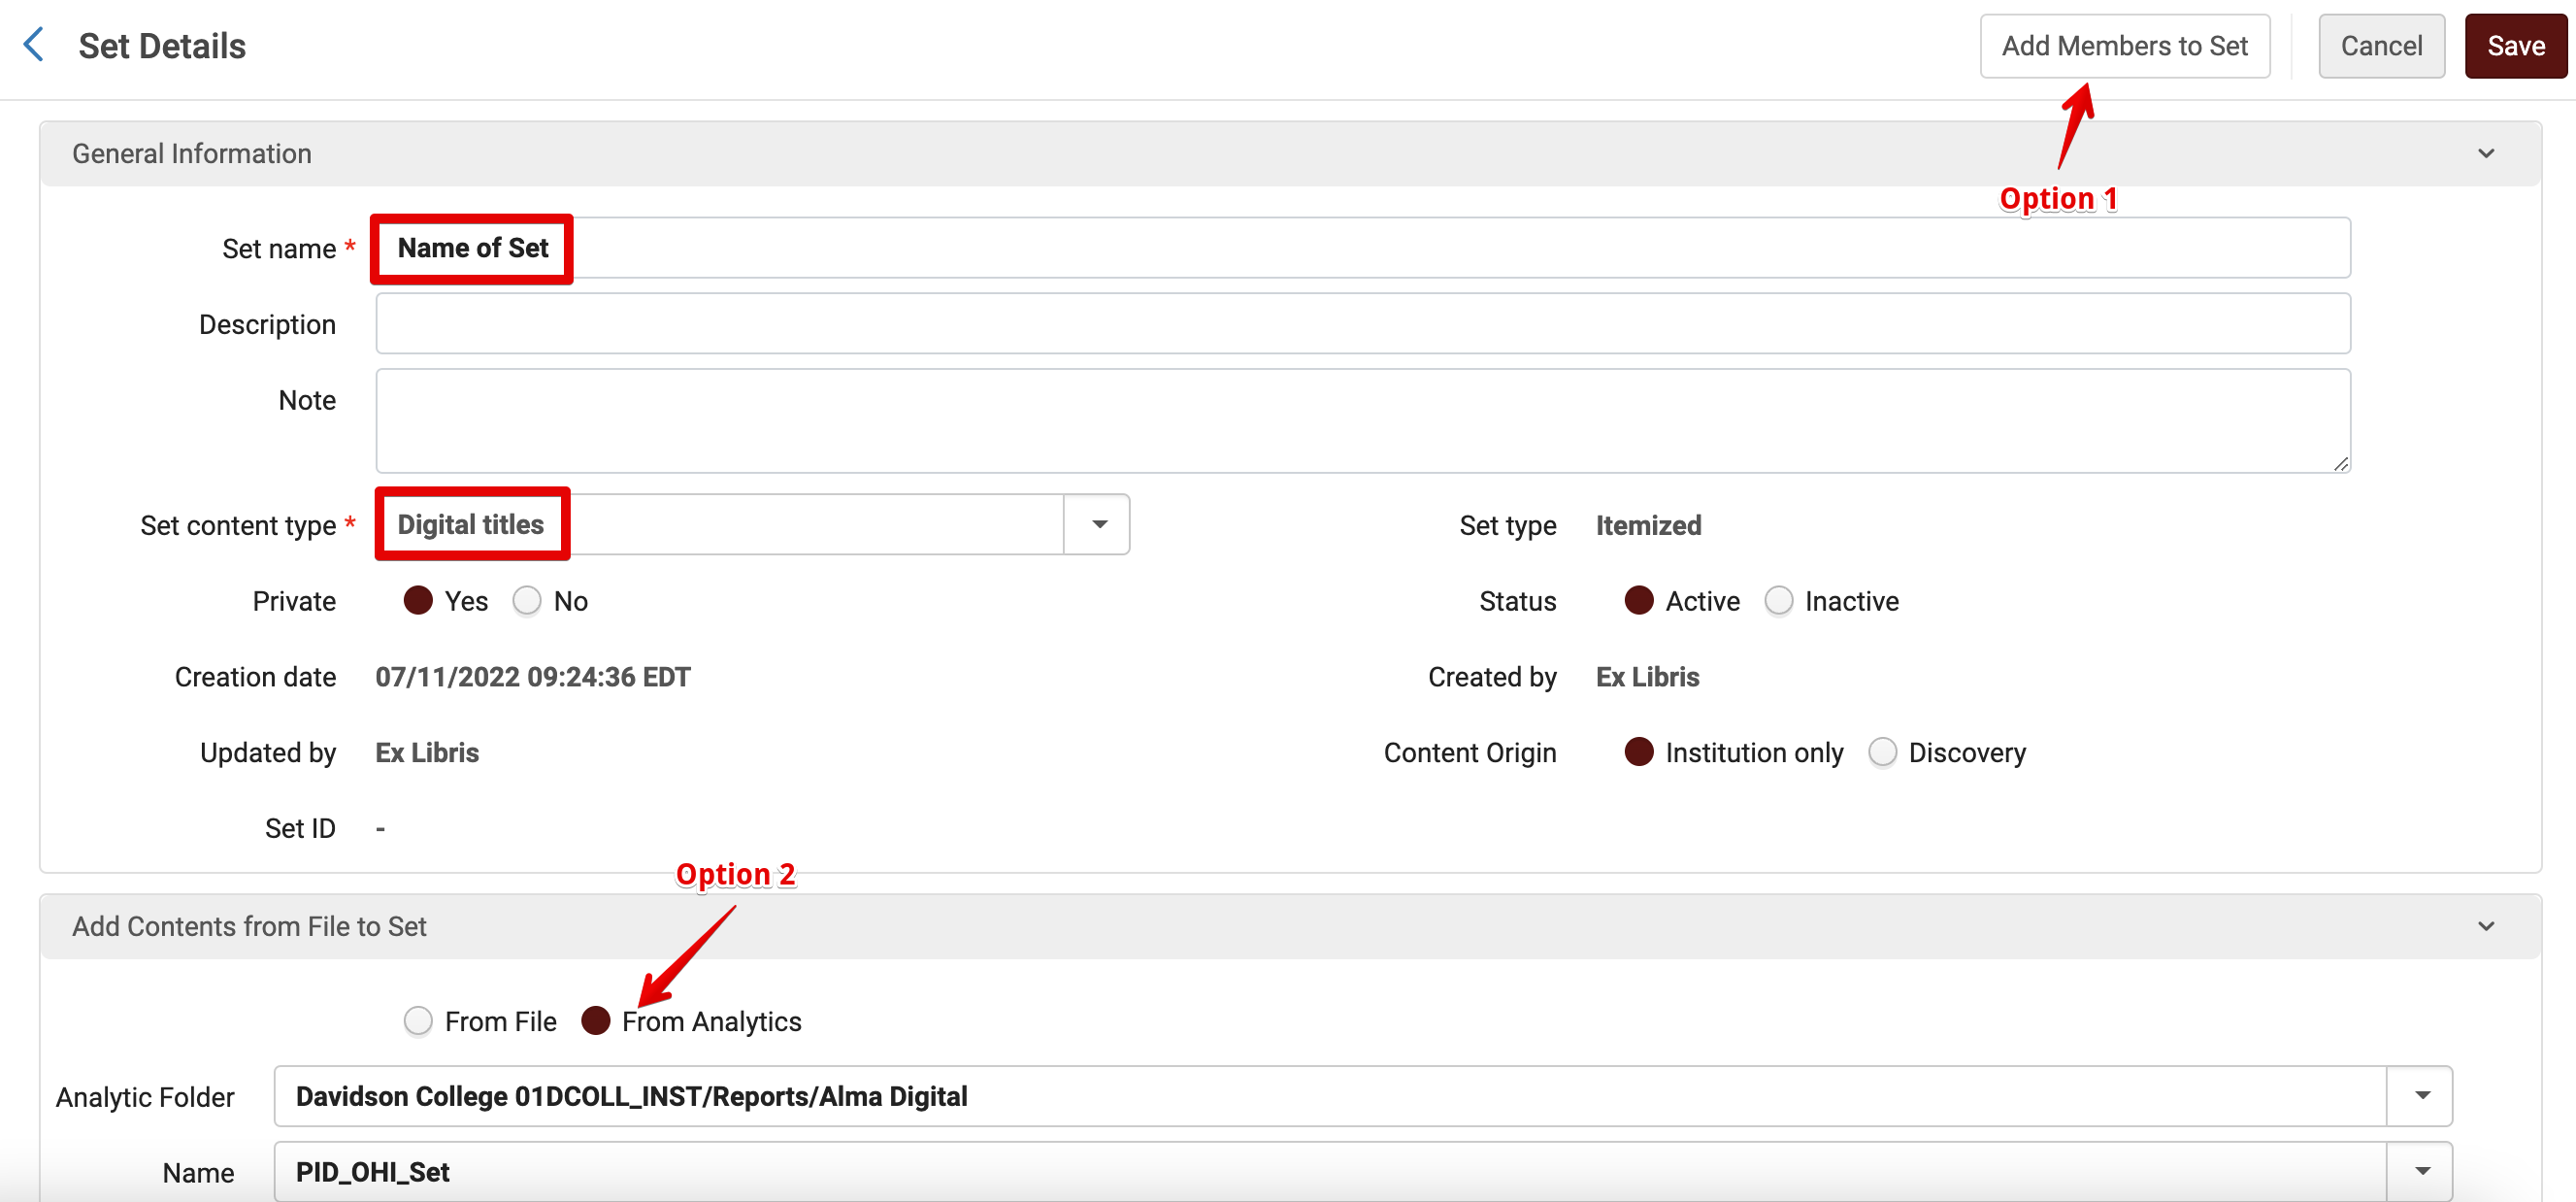 Set Details
Add Members to Set
Cancel
Save
General Information
Option 1
Set name * Name of Set
Description
Note
Set content type * Digital titles
Set type Itemized
Private Yes No
Status Active Inactive
Creation date 07/11/2022 09:24:36 EDT
Created by Ex Libris
Updated by Ex Libris
Content Origin Institution only Discovery
Set ID -
Option 2
Add Contents from File to Set
From File From Analytics
Analytic Folder Davidson College 01DCOLL_INST/Reports/Alma Digital
Name PID_OHI_Set